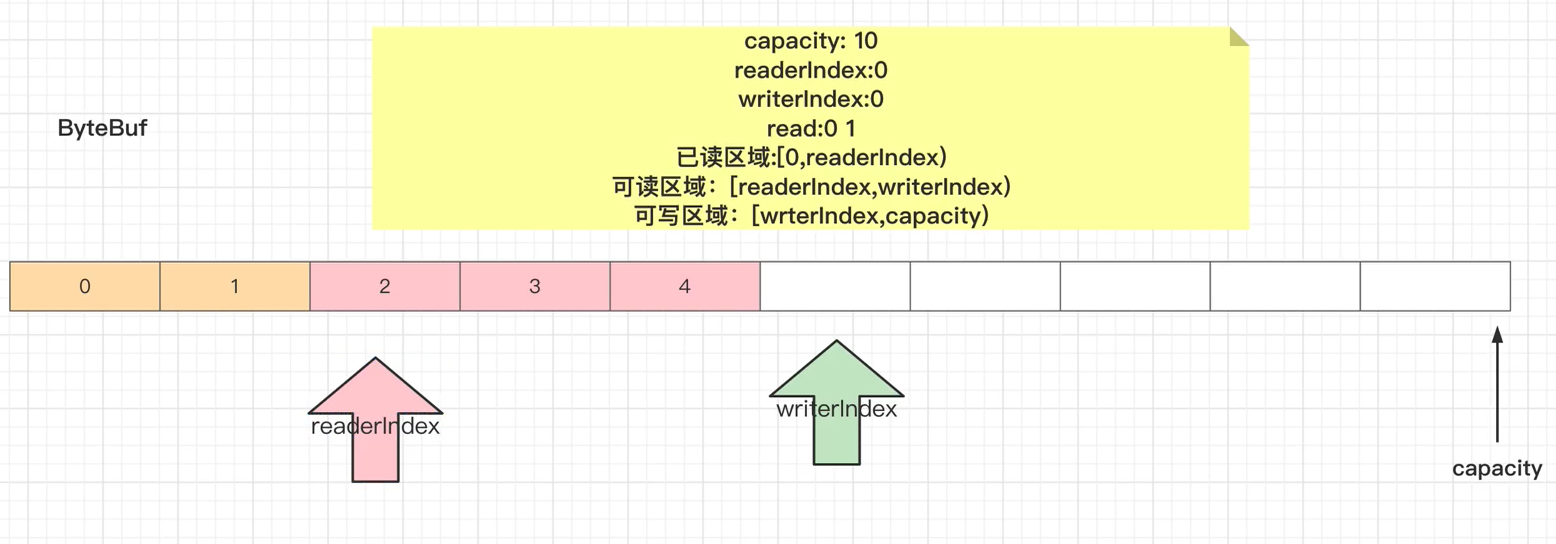 capacity: 10
readerIndex:0
writerIndex:0
read:0 1
已读区域:[0,readerIndex)
可读区域：[readerIndex,writerIndex)
可写区域：[wrterIndex,capacity)
ByteBuf
0 1 2 3 4
readerIndex
writerIndex
capacity